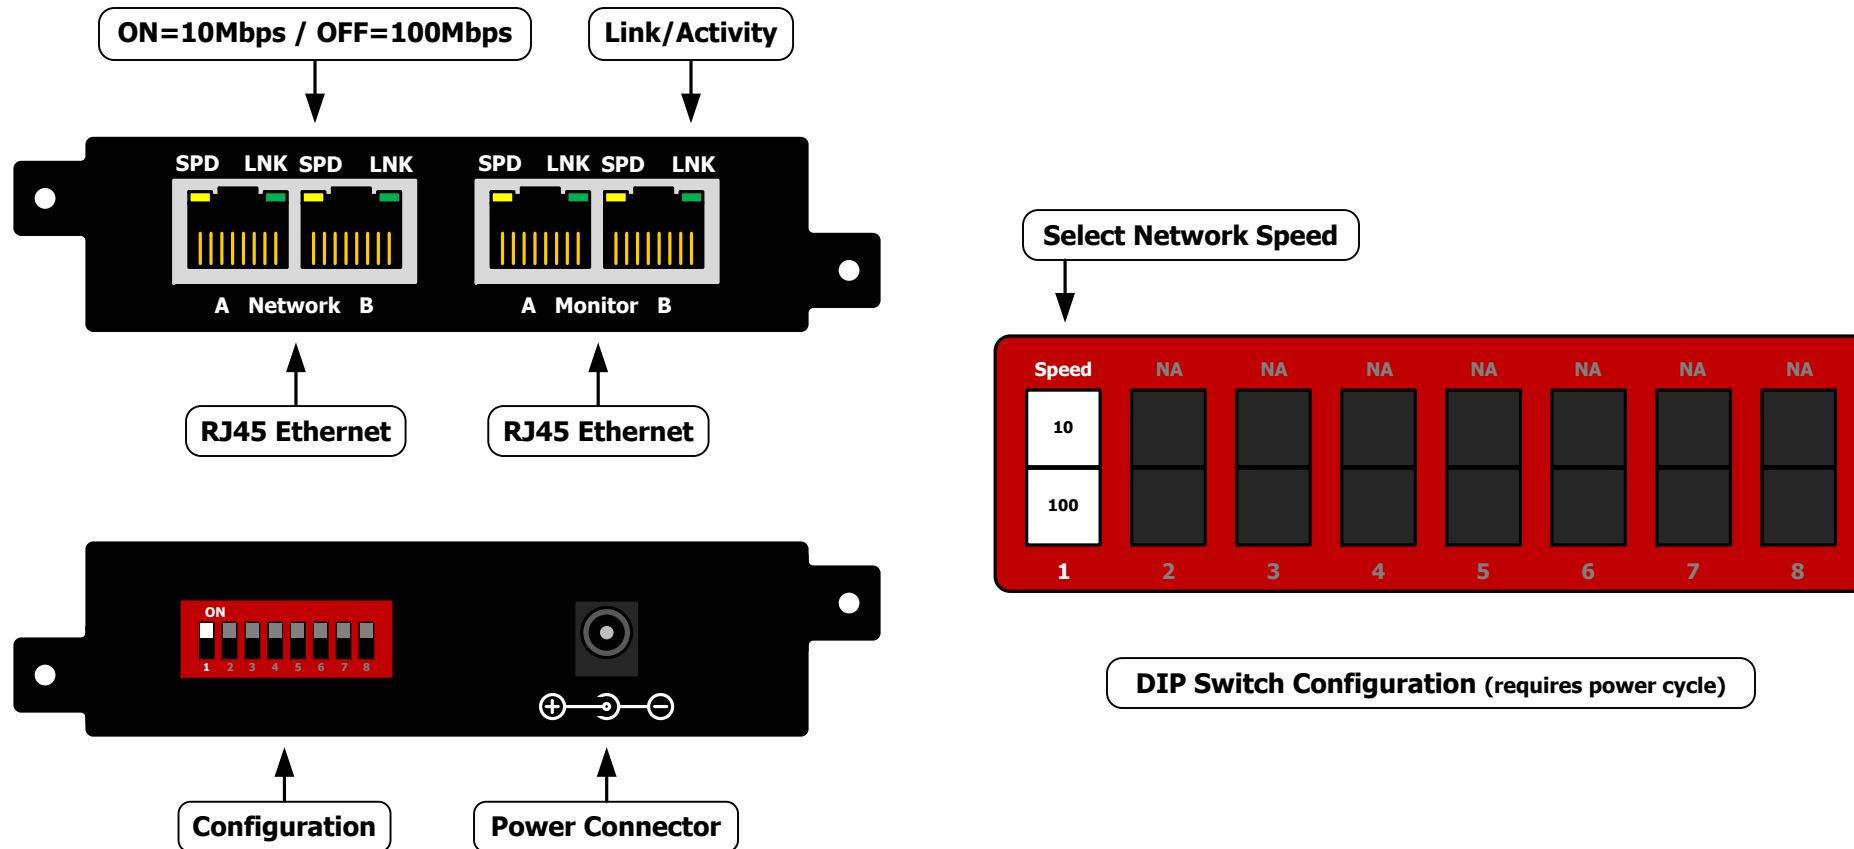 ON=10Mbps / OFF=100Mbps
Link/Activity
SPD LNK SPD LNK
SPD LNK SPD LNK
A Network B
A Monitor B
RJ45 Ethernet
RJ45 Ethernet
ON
1 2 3 4 5 6 7 8
Configuration
Power Connector
Select Network Speed
Speed NA NA NA NA NA NA NA
10
100
1 2 3 4 5 6 7 8
DIP Switch Configuration (requires power cycle)